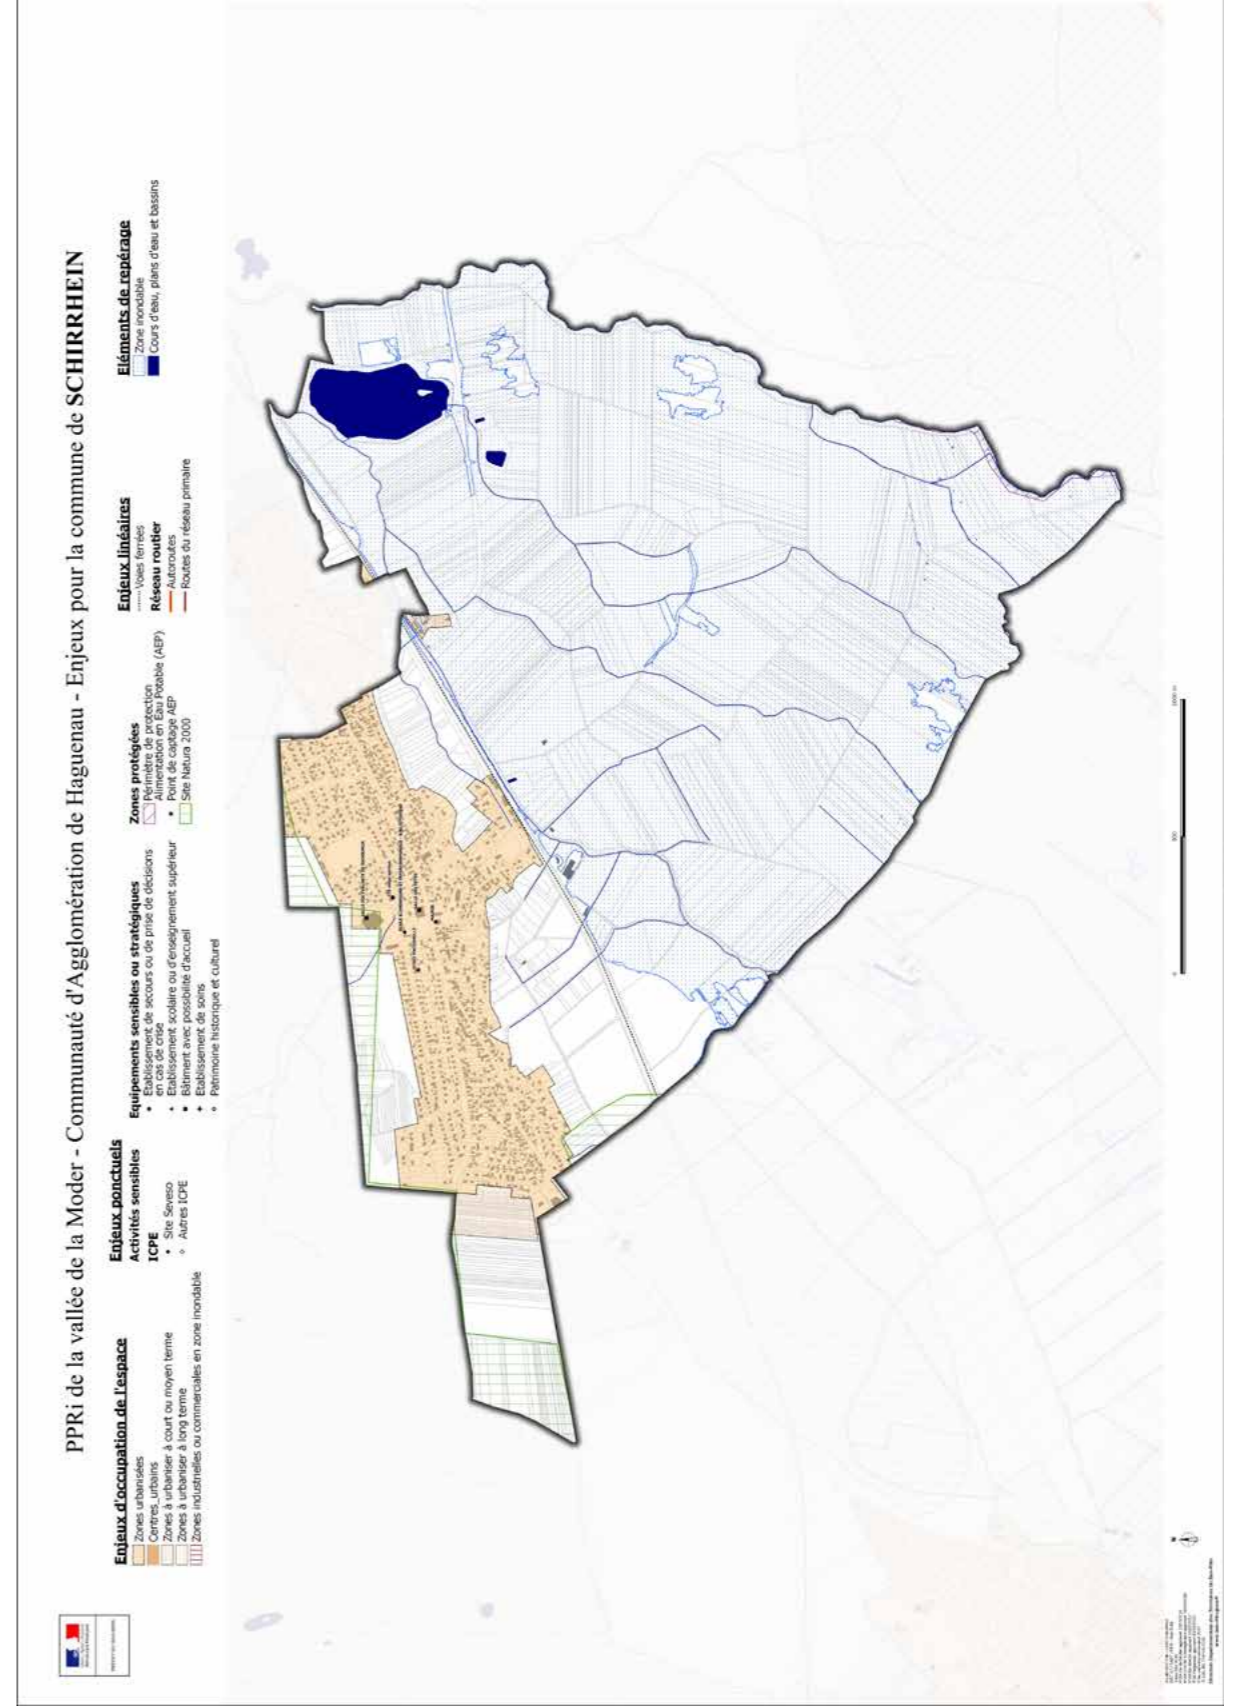 PPRi de la vallée de la Moder - Communauté d'Agglomération de Haguenau - Enjeux pour la commune de SCHIRRHEIN
Enjeux d'occupation de l'espace
Zones urbanisées
Centres_urbains
Zones à urbaniser à court ou moyen terme
Zones à urbaniser à long terme
Zones industrielles ou commerciales en zone inondable
Enjeux ponctuels
Activités sensibles
ICPE
Site Seveso
Autres ICPE
Equipements sensibles ou stratégiques
Etablissement de secours ou de prise de décisions
en cas de crise
Etablissement scolaire ou d'enseignement supérieur
Bâtiment avec possibilité d'accueil
Etablissement de soins
Patrimoine historique et culturel
Zones protégées
Périmètre de protection
Alimentation en Eau Potable (AEP)
Point de captage AEP
Site Natura 2000
Enjeux linéaires
Voies ferrées
Réseau routier
Autoroutes
Routes du réseau primaire
Eléments de repérage
Zone inondable
Cours d'eau, plans d'eau et bassins
0 500 1000 m
N